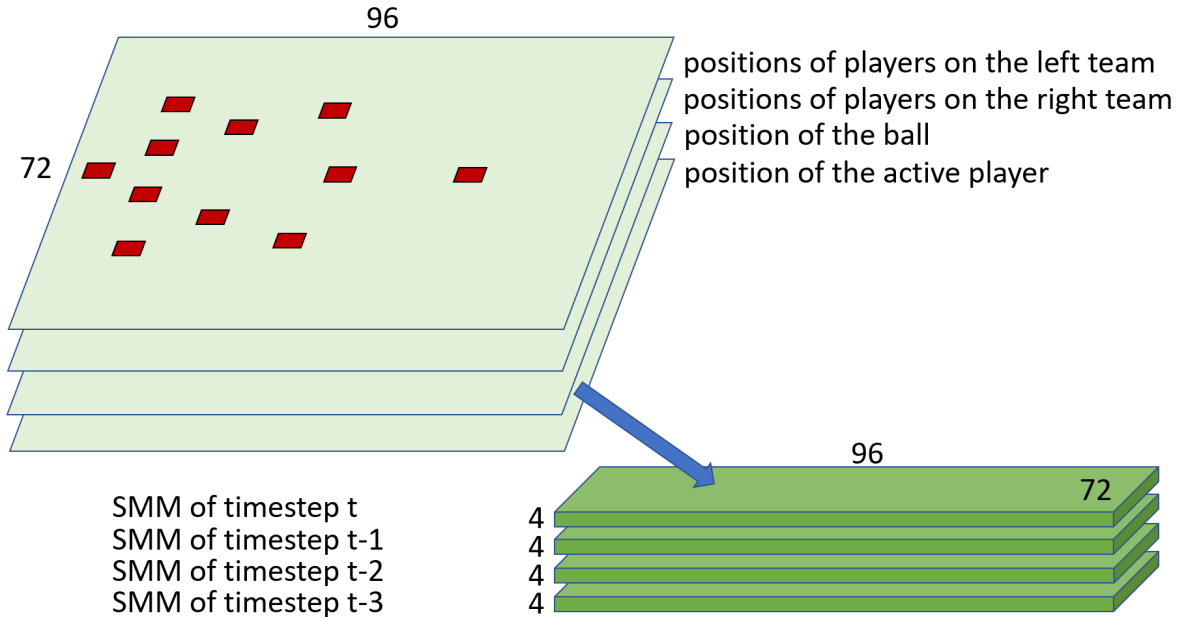 96
positions of players on the left team
positions of players on the right team
position of the ball
72
position of the active player
96
72
SMM of timestep t
4
SMM of timestep t-1
4
SMM of timestep t-2
4
SMM of timestep t-3
4